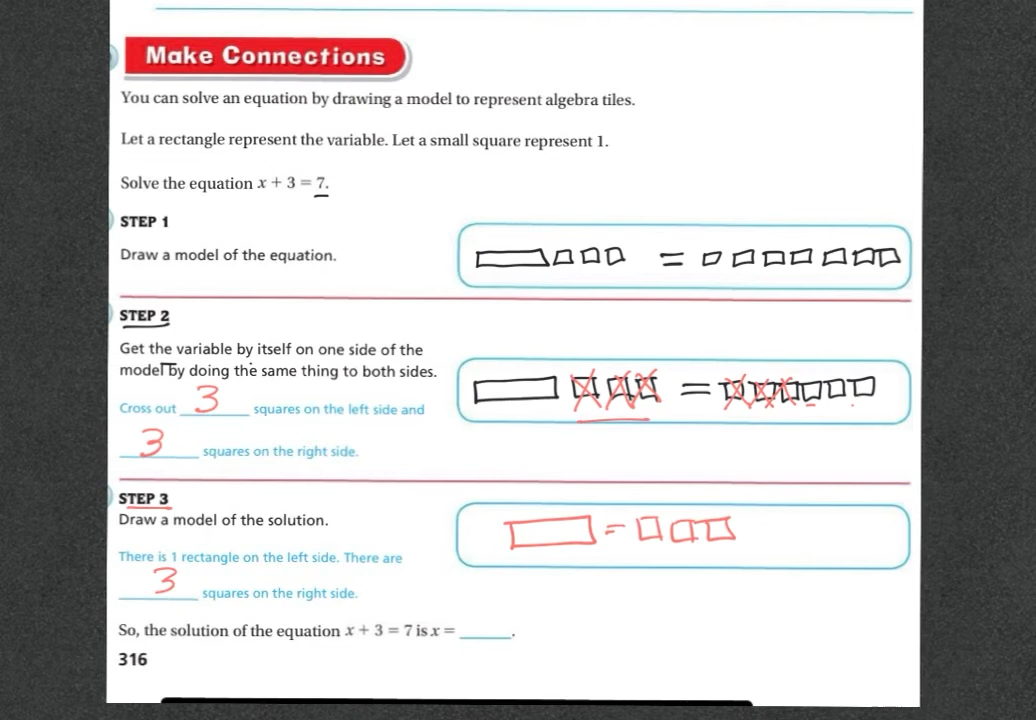 Make Connections
You can solve an equation by drawing a model to represent algebra tiles.
Let a rectangle represent the variable. Let a small square represent 1.
Solve the equation x + 3 = 7.
STEP 1
Draw a model of the equation.
=
STEP 2
Get the variable by itself on one side of the
model by doing the same thing to both sides.
=
Cross out 3 squares on the left side and
3 squares on the right side.
STEP 3
Draw a model of the solution.
=
There is 1 rectangle on the left side. There are
3 squares on the right side.
So, the solution of the equation x + 3 = 7 is x = ______.
316